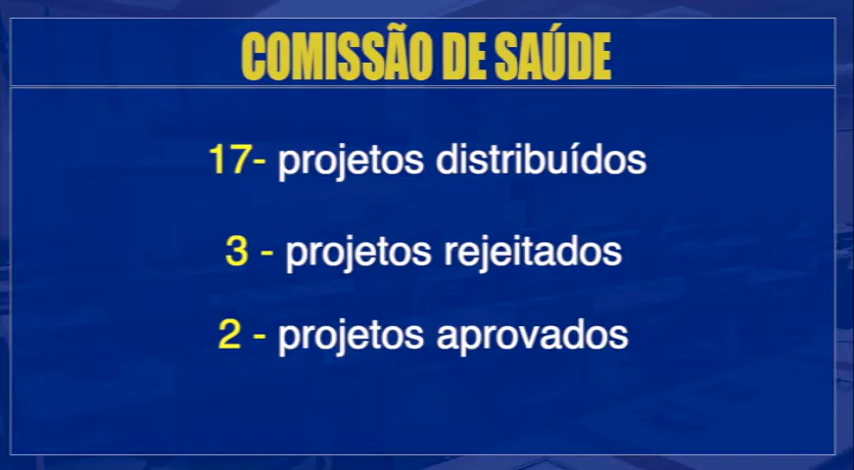 COMISSÃO DE SAÚDE
17- projetos distribuídos
3 - projetos rejeitados
2 - projetos aprovados